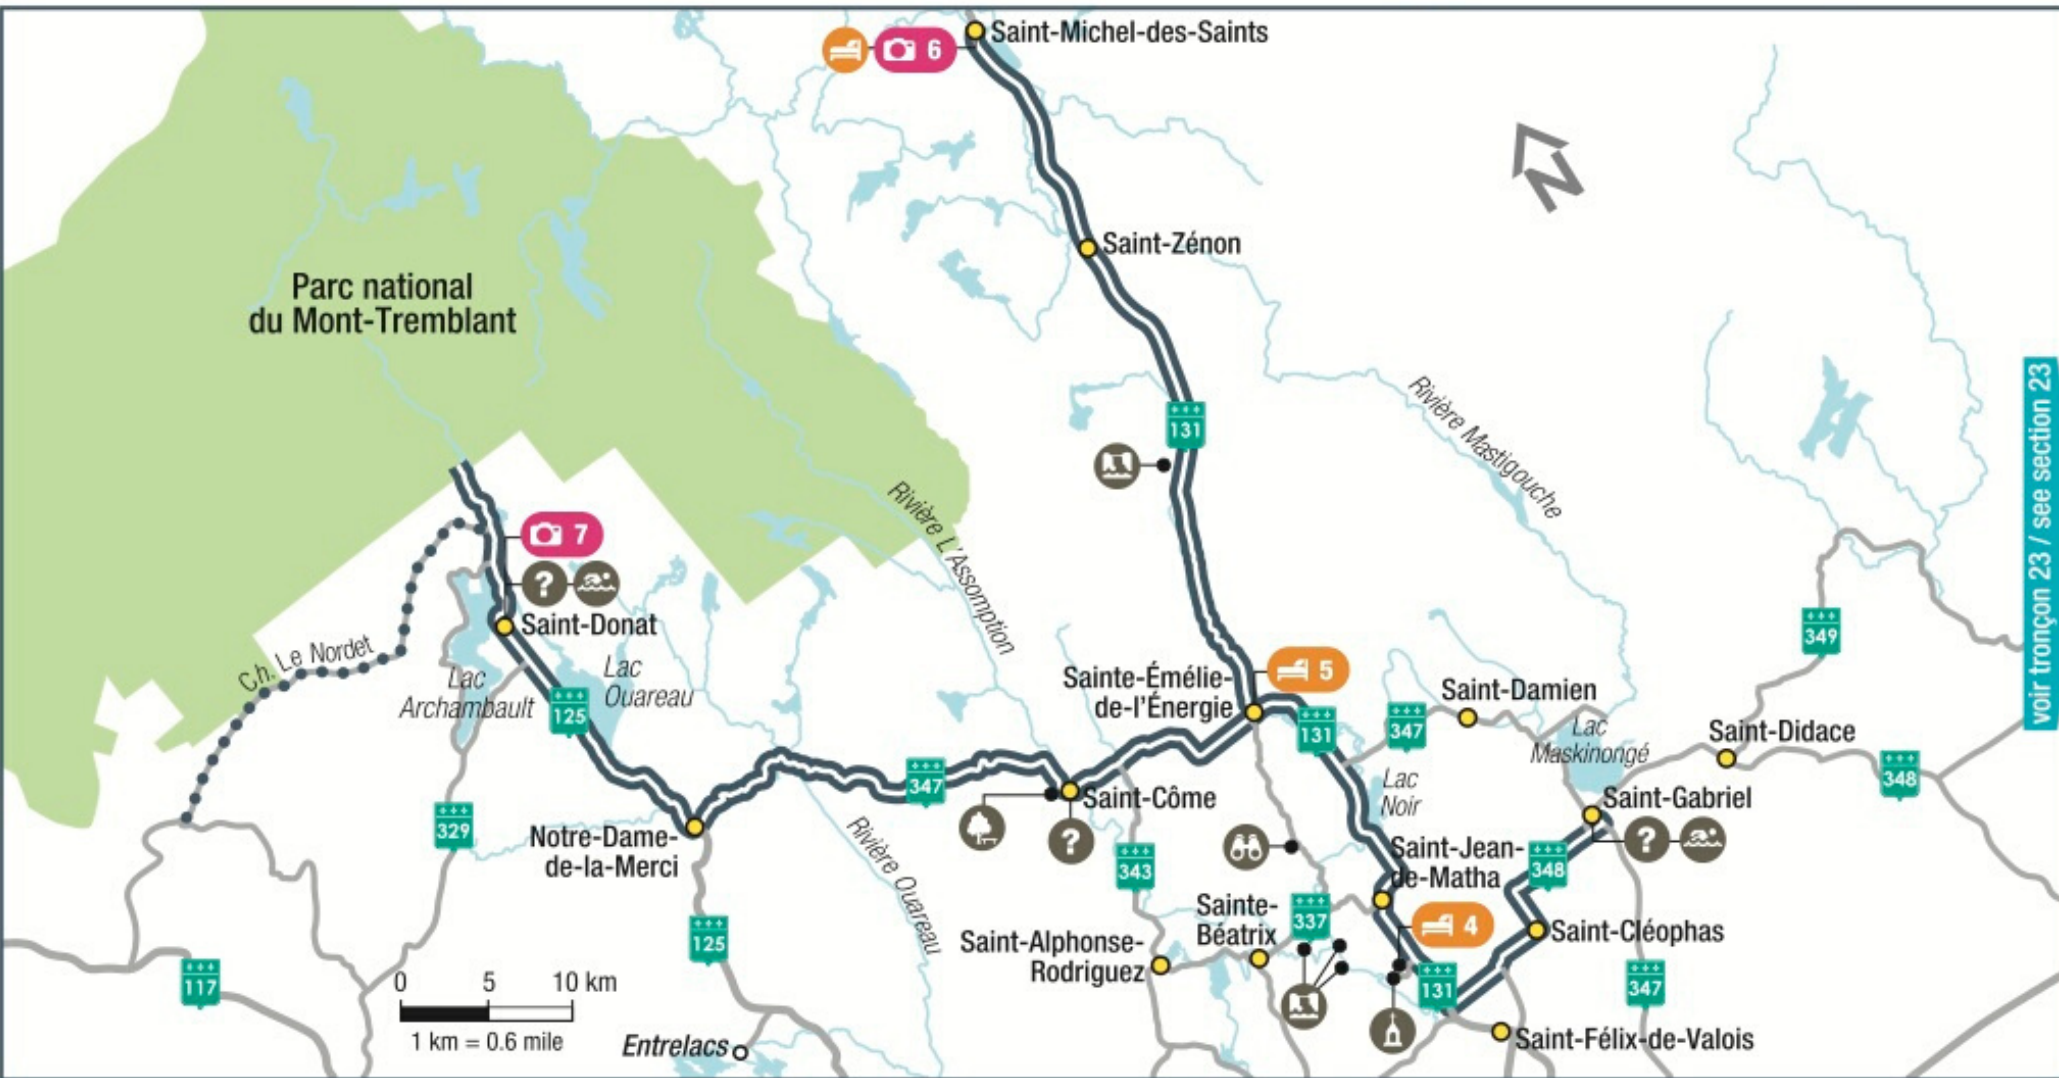 Saint-Michel-des-Saints
6
N
Saint-Zénon
Parc national
du Mont-Tremblant
131
Rivière Mastigouche
voir tronçon 23 / see section 23
Rivière L'Assomption
7
?
Saint-Donat
Ch. Le Nordet
Lac
Archambault
Lac
Ouareau
125
349
Sainte-Émélie-
de-l'Énergie
5
131
347
Saint-Damien
Lac
Maskinongé
Saint-Didace
348
347
Saint-Côme
?
Lac
Noir
Saint-Gabriel
?
329
Notre-Dame-
de-la-Merci
Rivière Ouareau
343
Saint-Jean-
de-Matha
348
Sainte-
Béatrix
337
4
Saint-Cléophas
125
Saint-Alphonse-
Rodriguez
117
0 5 10 km
1 km = 0.6 mile
131
347
Entrelacs
Saint-Félix-de-Valois